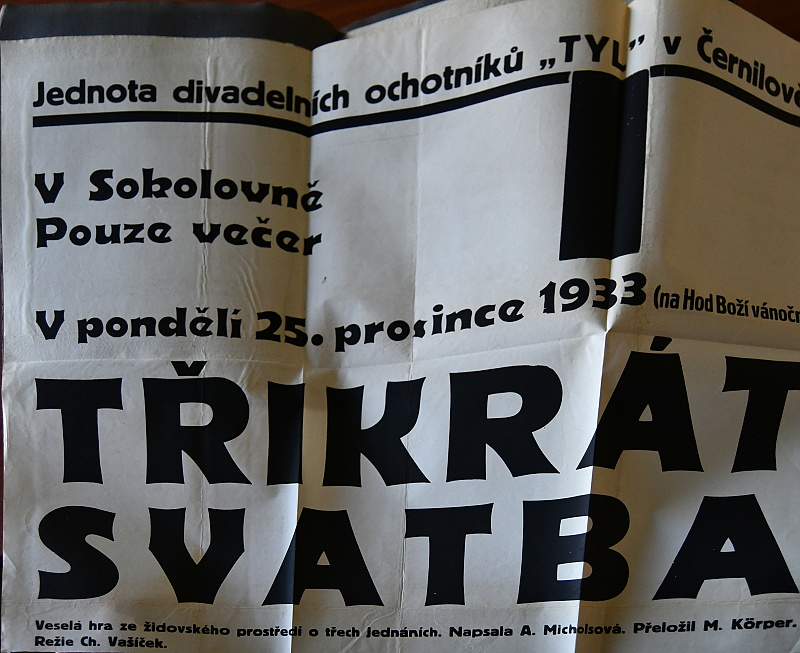 Jednota divadelních ochotníků „TYL” v Černilově
V Sokolovně
Pouze večer
V pondělí 25. prosince 1933 (na Hod Boží vánočn
TŘIKRÁT
SVATBA
Veselá hra ze židovského prostředí o třech jednáních. Napsala A. Micholsová. Přeložil M. Körper.
Režie Ch. Vašíček.